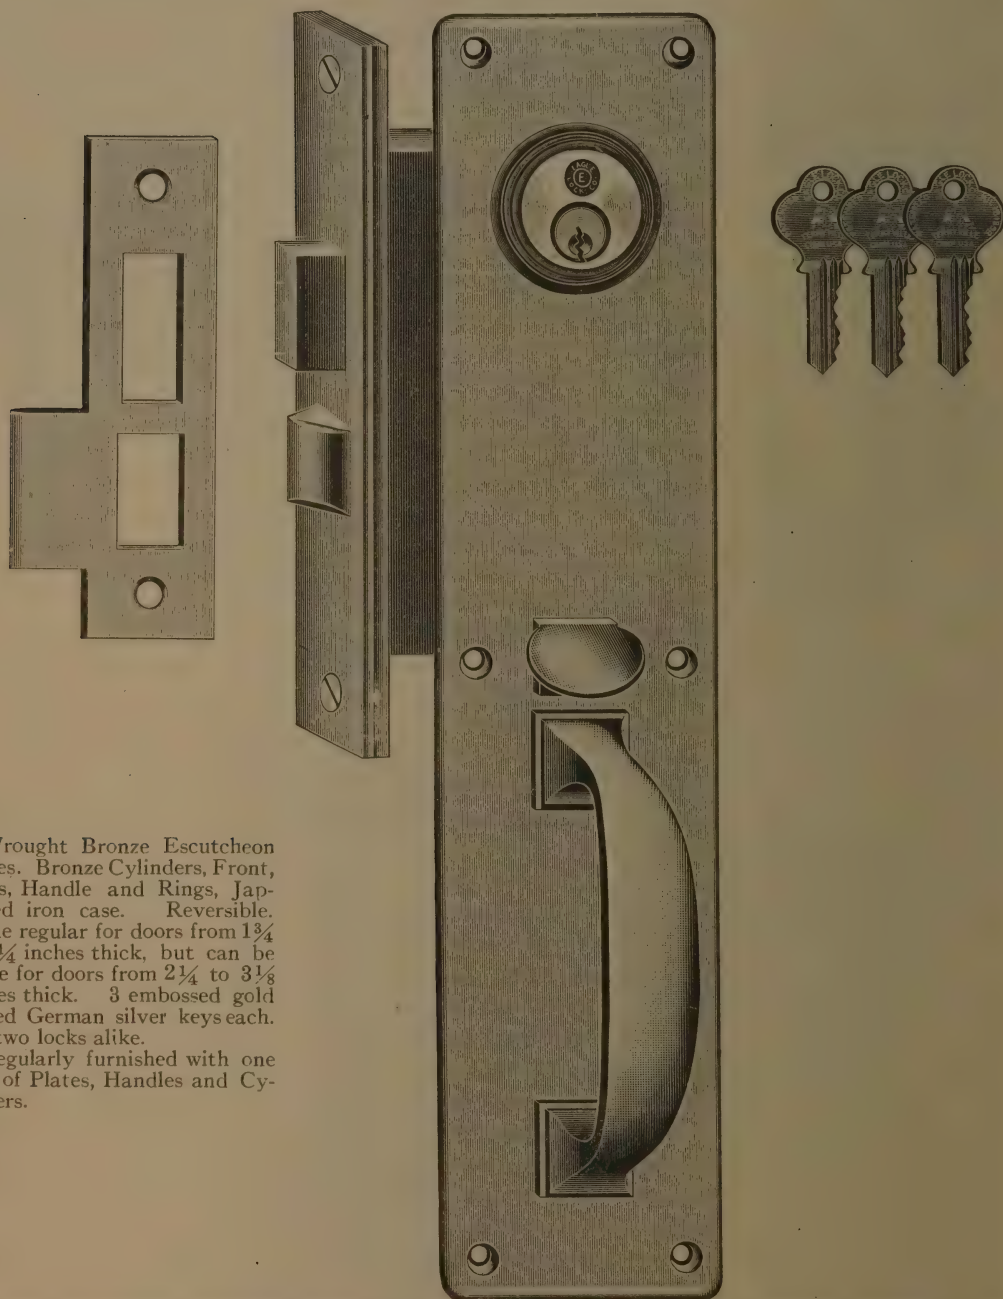 E
rought Bronze Escutcheon
es. Bronze Cylinders, Front,
s, Handle and Rings, Jap-
d iron case. Reversible.
e regular for doors from 1¾
¼ inches thick, but can be
e for doors from 2¼ to 3⅛
es thick. 3 embossed gold
ed German silver keys each.
wo locks alike.
egularly furnished with one
of Plates, Handles and Cy-
ers.